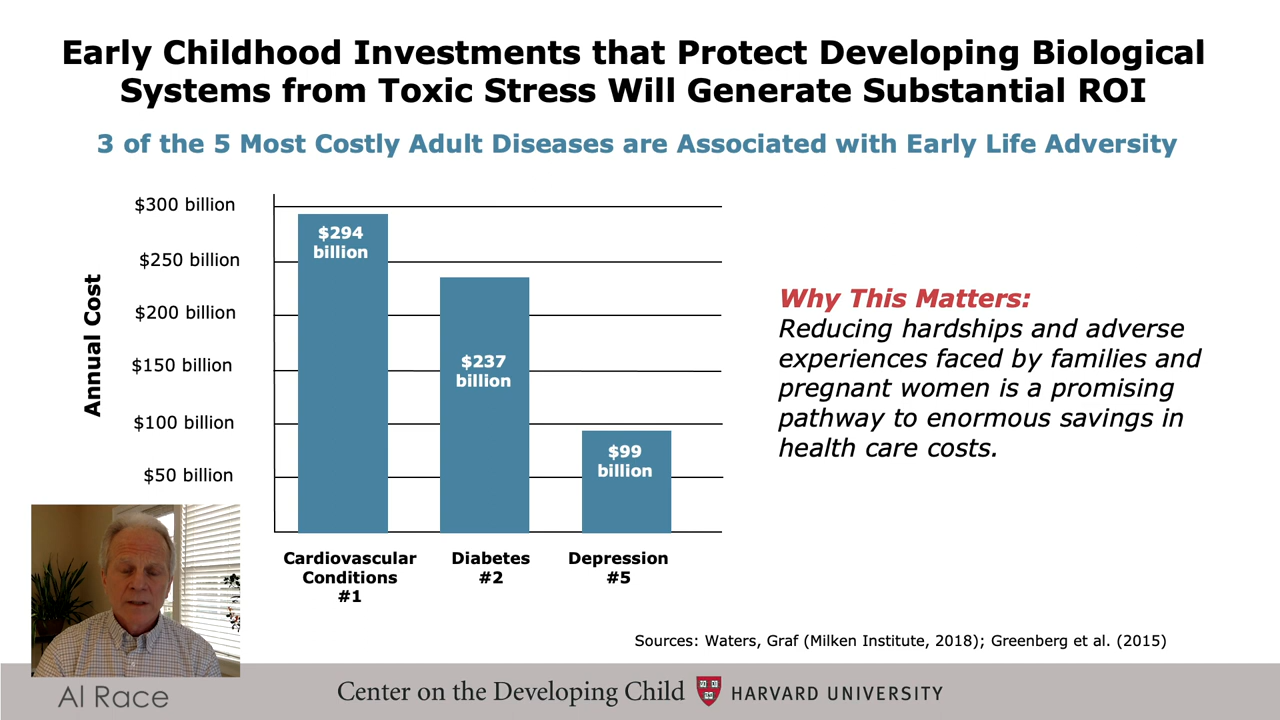 Early Childhood Investments that Protect Developing Biological
Systems from Toxic Stress Will Generate Substantial ROI
3 of the 5 Most Costly Adult Diseases are Associated with Early Life Adversity
Annual Cost
$300 billion
$250 billion
$200 billion
$150 billion
$100 billion
$50 billion
$294
billion
$237
billion
$99
billion
Cardiovascular
Conditions
#1
Diabetes
#2
Depression
#5
Why This Matters:
Reducing hardships and adverse
experiences faced by families and
pregnant women is a promising
pathway to enormous savings in
health care costs.
Sources: Waters, Graf (Milken Institute, 2018); Greenberg et al. (2015)
Al Race
Center on the Developing Child HARVARD UNIVERSITY